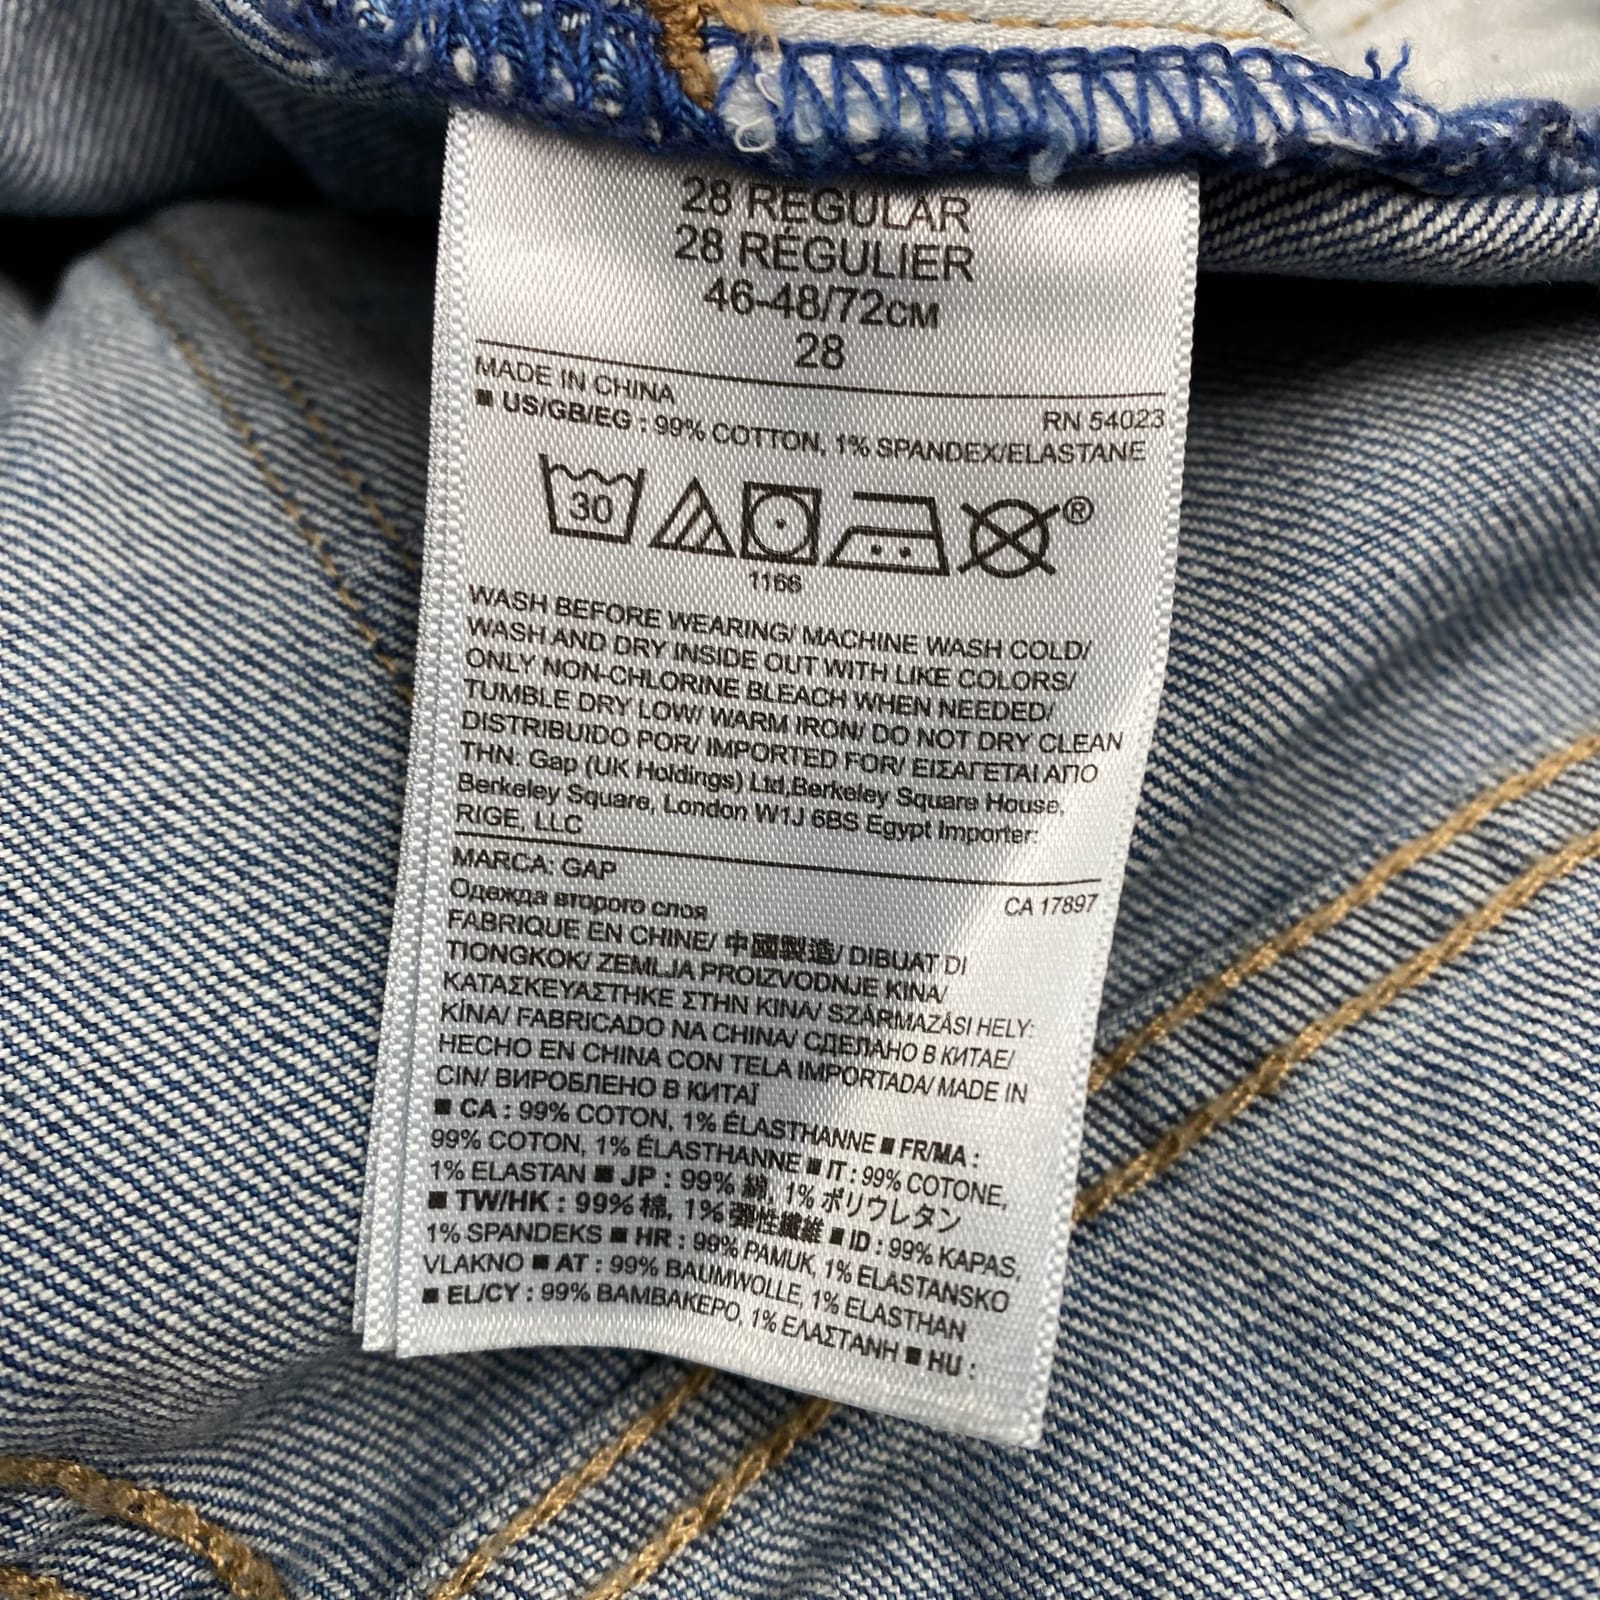 28 REGULAR
28 RÉGULIER
46-48/72CM
28
MADE IN CHINA
RN 54023
■ US/GB/EG : 99% COTTON, 1% SPANDEX/ELASTANE
30
®
1166
WASH BEFORE WEARING/ MACHINE WASH COLD/
WASH AND DRY INSIDE OUT WITH LIKE COLORS/
ONLY NON-CHLORINE BLEACH WHEN NEEDED/
TUMBLE DRY LOW/ WARM IRON/ DO NOT DRY CLEAN
DISTRIBUIDO POR/ IMPORTED FOR/ ΕΙΣΑΓΕΤΑΙ ΑΠΟ
ΤΗΝ: Gap (UK Holdings) Ltd,Berkeley Square House,
Berkeley Square, London W1J 6BS Egypt Importer:
RIGE, LLC
MARCA: GAP
CA 17897
Одежда второго слоя
FABRIQUE EN CHINE/ 中國製造/ DIBUAT DI
TIONGKOK/ ZEMLJA PROIZVODNJE KINA/
ΚΑΤΑΣΚΕΥΑΣΤΗΚΕ ΣΤΗΝ ΚΙΝΑ/ SZÁRMAZÁSI HELY:
KÍNA/ FABRICADO NA CHINA/ СДЕЛАНО В КИТАЕ/
HECHO EN CHINA CON TELA IMPORTADA/ MADE IN
CIN/ ВИРОБЛЕНО В КИТАЇ
■ CA : 99% COTON, 1% ÉLASTHANNE ■ FR/MA :
99% COTON, 1% ÉLASTHANNE ■ IT : 99% COTONE,
1% ELASTAN ■ JP : 99% 綿, 1% ポリウレタン
■ TW/HK : 99% 棉, 1% 彈性纖維 ■ ID : 99% KAPAS,
1% SPANDEKS ■ HR : 99% PAMUK, 1% ELASTANSKO
VLAKNO ■ AT : 99% BAUMWOLLE, 1% ELASTHAN
■ EL/CY : 99% ΒΑΜΒΑΚΕΡΟ, 1% ΕΛΑΣΤΑΝΗ ■ HU :